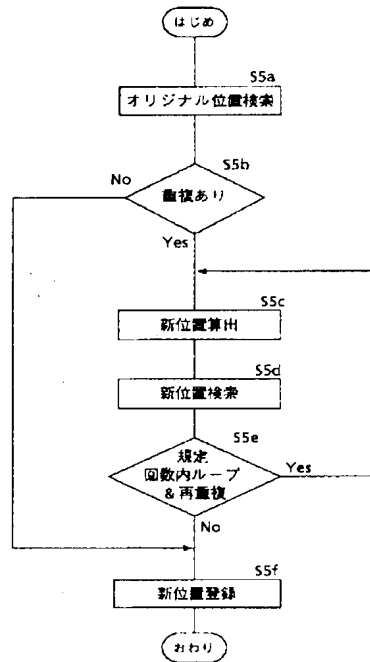 はじめ
S5a
オリジナル位置検索
S5b
No
重複あり
Yes
S5c
新位置算出
S5d
新位置検索
S5e
規定
回数内ループ
&再重複
Yes
No
S5f
新位置登録
おわり